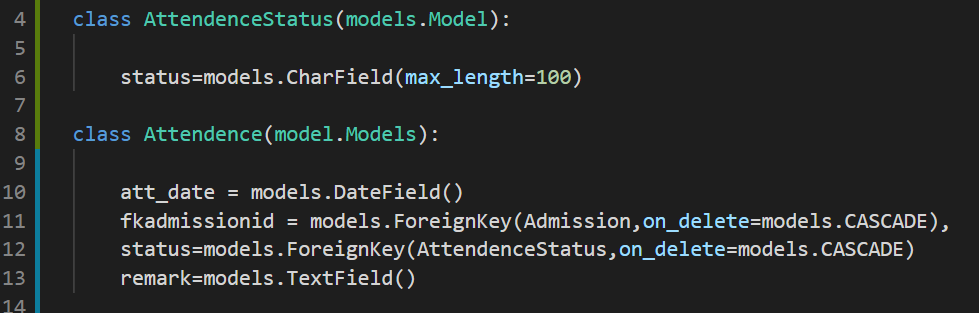 4 class AttendenceStatus(models.Model):
5
6 status=models.CharField(max_length=100)
7
8 class Attendence(model.Models):
9
10 att_date = models.DateField()
11 fkadmissionid = models.ForeignKey(Admission,on_delete=models.CASCADE),
12 status=models.ForeignKey(AttendenceStatus,on_delete=models.CASCADE)
13 remark=models.TextField()
14